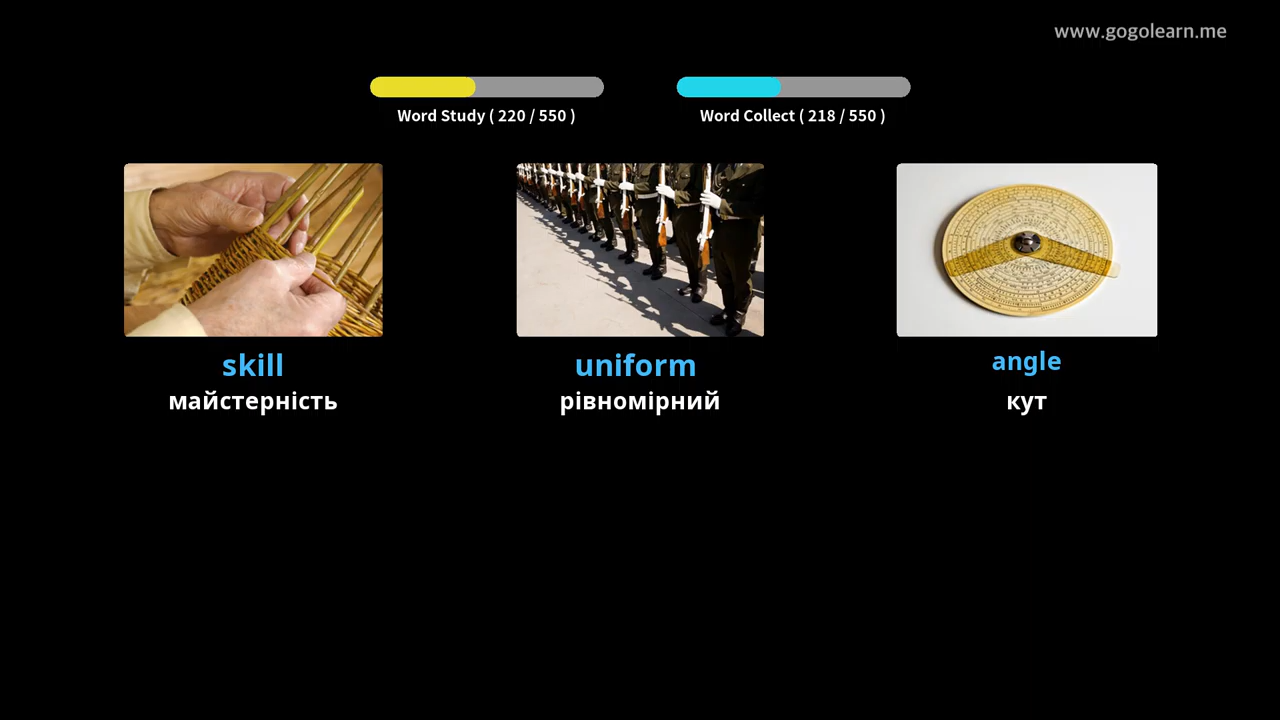 www.gogolearn.me
Word Study ( 220 / 550 )
Word Collect ( 218 / 550 )
skill
майстерність
uniform
рівномірний
angle
кут